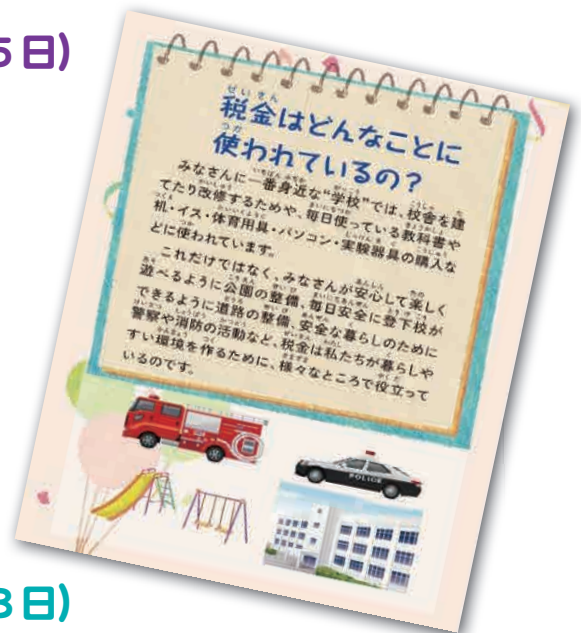 5日)
税金はどんなことに
使われているの？
みなさんに一番身近な“学校”では、校舎を建
てたり改修するためや、毎日使っている教科書や
机・イス・体育用具・パソコン・実験器具の購入な
どに使われています。
これだけではなく、みなさんが安心して楽しく
遊べるように公園の整備、毎日安全に登下校が
できるように道路の整備、安全な暮らしのために
警察や消防の活動など、税金は私たちが暮らしや
すい環境を作るために、様々なところで役立って
いるのです。
POLICE
8日)